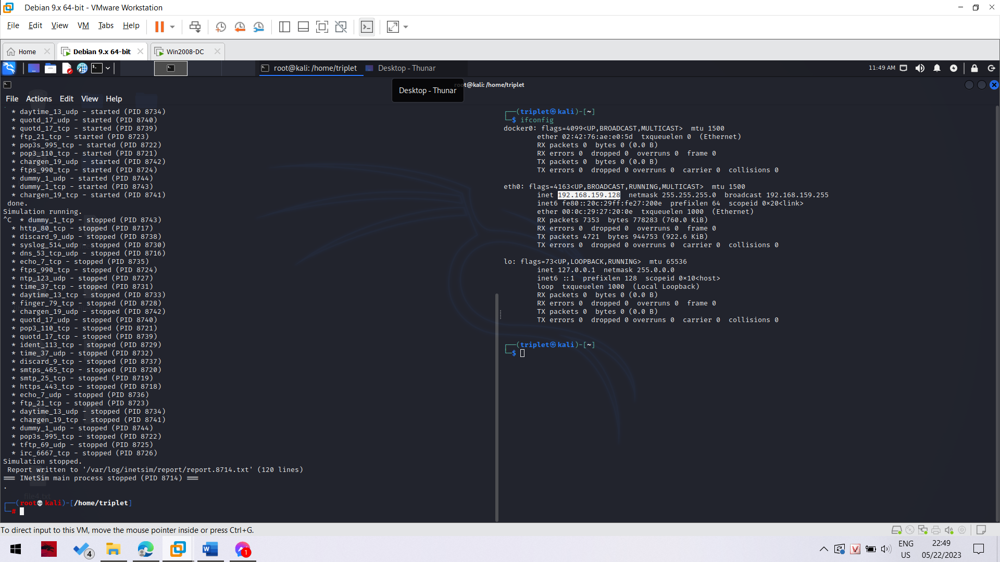 Debian 9.x 64-bit - VMware Workstation
File Edit View VM Tabs Help
Home Debian 9.x 64-bit Win2008-DC
root@kali: /home/triplet Desktop - Thunar 11:49 AM
Desktop - Thunar
root@kali: /home/triplet
File Actions Edit View Help
* daytime_13_udp - started (PID 8734)
* quotd_17_udp - started (PID 8740)
* quotd_17_tcp - started (PID 8739)
* ftp_21_tcp - started (PID 8723)
* pop3s_995_tcp - started (PID 8722)
* pop3_110_tcp - started (PID 8721)
* chargen_19_udp - started (PID 8742)
* ftps_990_tcp - started (PID 8724)
* dummy_1_udp - started (PID 8744)
* dummy_1_tcp - started (PID 8743)
* chargen_19_tcp - started (PID 8741)
done.
Simulation running.
^C * dummy_1_tcp - stopped (PID 8743)
* http_80_tcp - stopped (PID 8717)
* discard_9_udp - stopped (PID 8738)
* syslog_514_udp - stopped (PID 8730)
* dns_53_tcp_udp - stopped (PID 8716)
* echo_7_tcp - stopped (PID 8735)
* ftps_990_tcp - stopped (PID 8724)
* ntp_123_udp - stopped (PID 8727)
* time_37_tcp - stopped (PID 8731)
* daytime_13_tcp - stopped (PID 8733)
* finger_79_tcp - stopped (PID 8728)
* chargen_19_udp - stopped (PID 8742)
* quotd_17_udp - stopped (PID 8740)
* pop3_110_tcp - stopped (PID 8721)
* quotd_17_tcp - stopped (PID 8739)
* ident_113_tcp - stopped (PID 8729)
* time_37_udp - stopped (PID 8732)
* discard_9_tcp - stopped (PID 8737)
* smtps_465_tcp - stopped (PID 8720)
* smtp_25_tcp - stopped (PID 8719)
* https_443_tcp - stopped (PID 8718)
* echo_7_udp - stopped (PID 8736)
* ftp_21_tcp - stopped (PID 8723)
* daytime_13_udp - stopped (PID 8734)
* chargen_19_tcp - stopped (PID 8741)
* dummy_1_udp - stopped (PID 8744)
* pop3s_995_tcp - stopped (PID 8722)
* tftp_69_udp - stopped (PID 8725)
* irc_6667_tcp - stopped (PID 8726)
Simulation stopped.
Report written to '/var/log/inetsim/report/report.8714.txt' (120 lines)
=== INetSim main process stopped (PID 8714) ===
.
file4.txt
┌──(root💀kali)-[/home/triplet]
└─#
┌──(triplet㉿kali)-[~]
└─$ ifconfig
docker0: flags=4099<UP,BROADCAST,MULTICAST> mtu 1500
ether 02:42:76:ae:e0:5d txqueuelen 0 (Ethernet)
RX packets 0 bytes 0 (0.0 B)
RX errors 0 dropped 0 overruns 0 frame 0
TX packets 0 bytes 0 (0.0 B)
TX errors 0 dropped 0 overruns 0 carrier 0 collisions 0
eth0: flags=4163<UP,BROADCAST,RUNNING,MULTICAST> mtu 1500
inet 192.168.159.128 netmask 255.255.255.0 broadcast 192.168.159.255
inet6 fe80::20c:29ff:fe27:200e prefixlen 64 scopeid 0×20<link>
ether 00:0c:29:27:20:0e txqueuelen 1000 (Ethernet)
RX packets 7353 bytes 778283 (760.0 KiB)
RX errors 0 dropped 0 overruns 0 frame 0
TX packets 4721 bytes 944753 (922.6 KiB)
TX errors 0 dropped 0 overruns 0 carrier 0 collisions 0
lo: flags=73<UP,LOOPBACK,RUNNING> mtu 65536
inet 127.0.0.1 netmask 255.0.0.0
inet6 ::1 prefixlen 128 scopeid 0×10<host>
loop txqueuelen 1000 (Local Loopback)
RX packets 0 bytes 0 (0.0 B)
RX errors 0 dropped 0 overruns 0 frame 0
TX packets 0 bytes 0 (0.0 B)
TX errors 0 dropped 0 overruns 0 carrier 0 collisions 0
┌──(triplet㉿kali)-[~]
└─$
To direct input to this VM, move the mouse pointer inside or press Ctrl+G.
4
1
ENG
US
22:49
05/22/2023